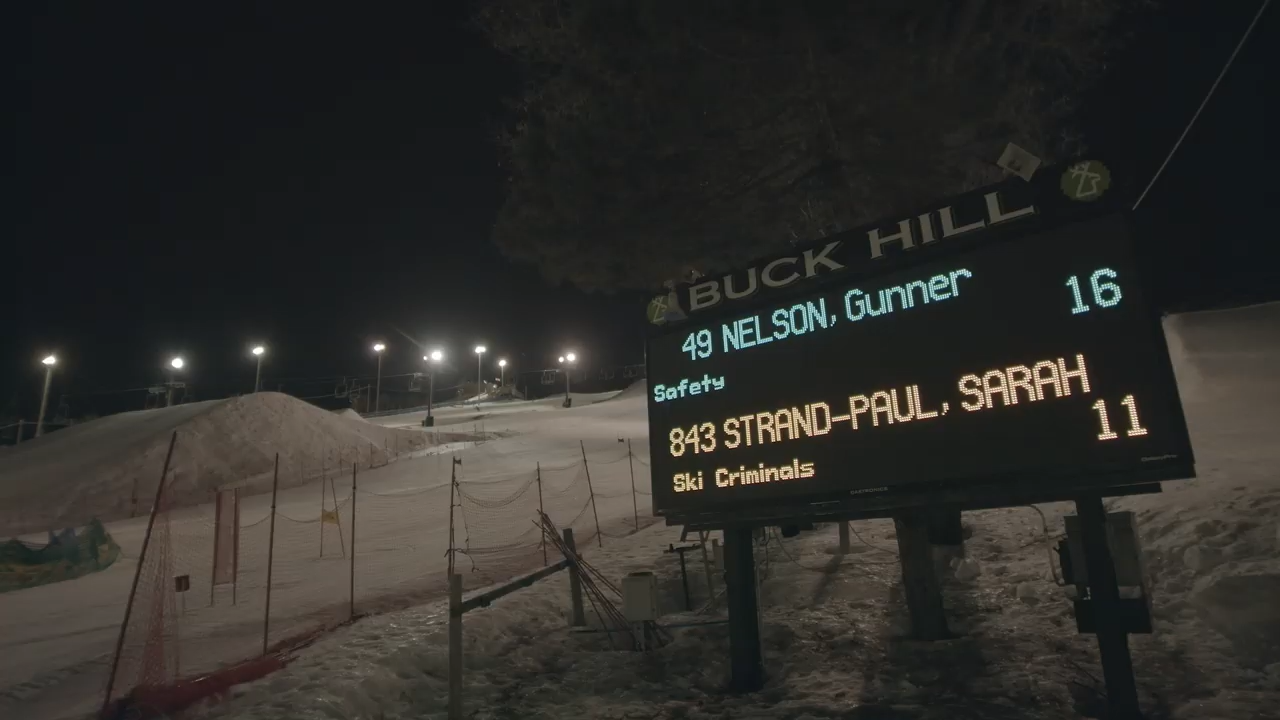 BUCK HILL
49 NELSON, Gunner 16
Safety
843 STRAND-PAUL, SARAH 11
Ski Criminals